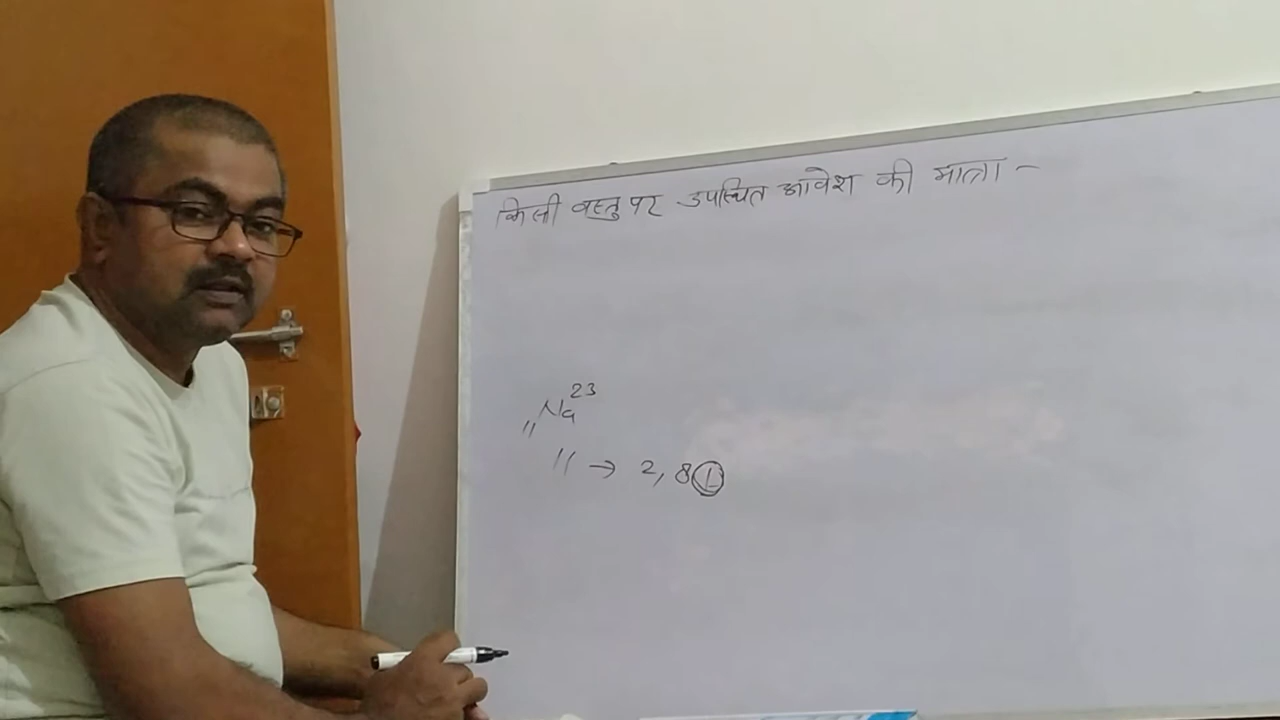 किसी वस्तु पर उपस्थित आवेश की मात्रा -
₁₁Na²³
11 → 2, 8 1